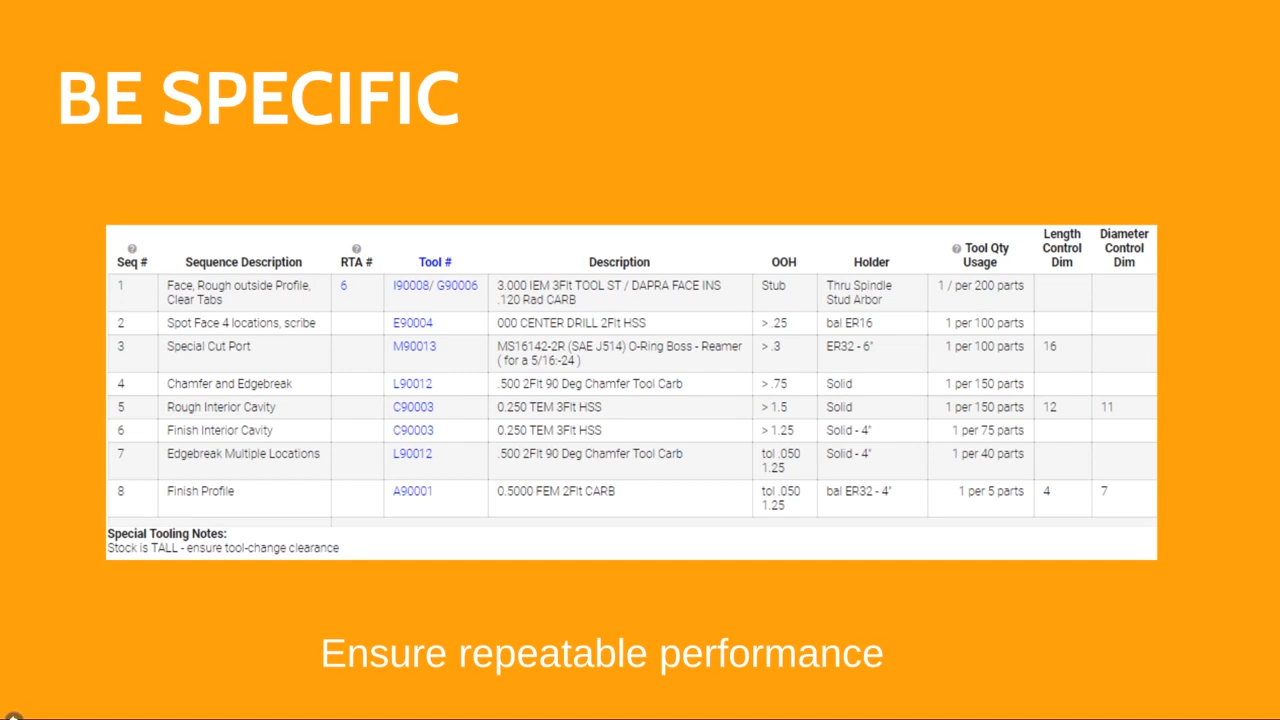 BE SPECIFIC
Seq # Sequence Description RTA # Tool # Description OOH Holder Tool Qty Usage Length Control Dim Diameter Control Dim
1 Face, Rough outside Profile, Clear Tabs 6 I90008/ G90006 3.000 IEM 3Flt TOOL ST / DAPRA FACE INS .120 Rad CARB Stub Thru Spindle Stud Arbor 1 / per 200 parts
2 Spot Face 4 locations, scribe E90004 000 CENTER DRILL 2Flt HSS > .25 bal ER16 1 per 100 parts
3 Special Cut Port M90013 MS16142-2R (SAE J514) O-Ring Boss - Reamer ( for a 5/16:-24 ) > .3 ER32 - 6" 1 per 100 parts 16
4 Chamfer and Edgebreak L90012 .500 2Flt 90 Deg Chamfer Tool Carb > .75 Solid 1 per 150 parts
5 Rough Interior Cavity C90003 0.250 TEM 3Flt HSS > 1.5 Solid 1 per 150 parts 12 11
6 Finish Interior Cavity C90003 0.250 TEM 3Flt HSS > 1.25 Solid - 4" 1 per 75 parts
7 Edgebreak Multiple Locations L90012 .500 2Flt 90 Deg Chamfer Tool Carb tol .050 1.25 Solid - 4" 1 per 40 parts
8 Finish Profile A90001 0.5000 FEM 2Flt CARB tol .050 1.25 bal ER32 - 4" 1 per 5 parts 4 7
Special Tooling Notes:
Stock is TALL - ensure tool-change clearance
Ensure repeatable performance